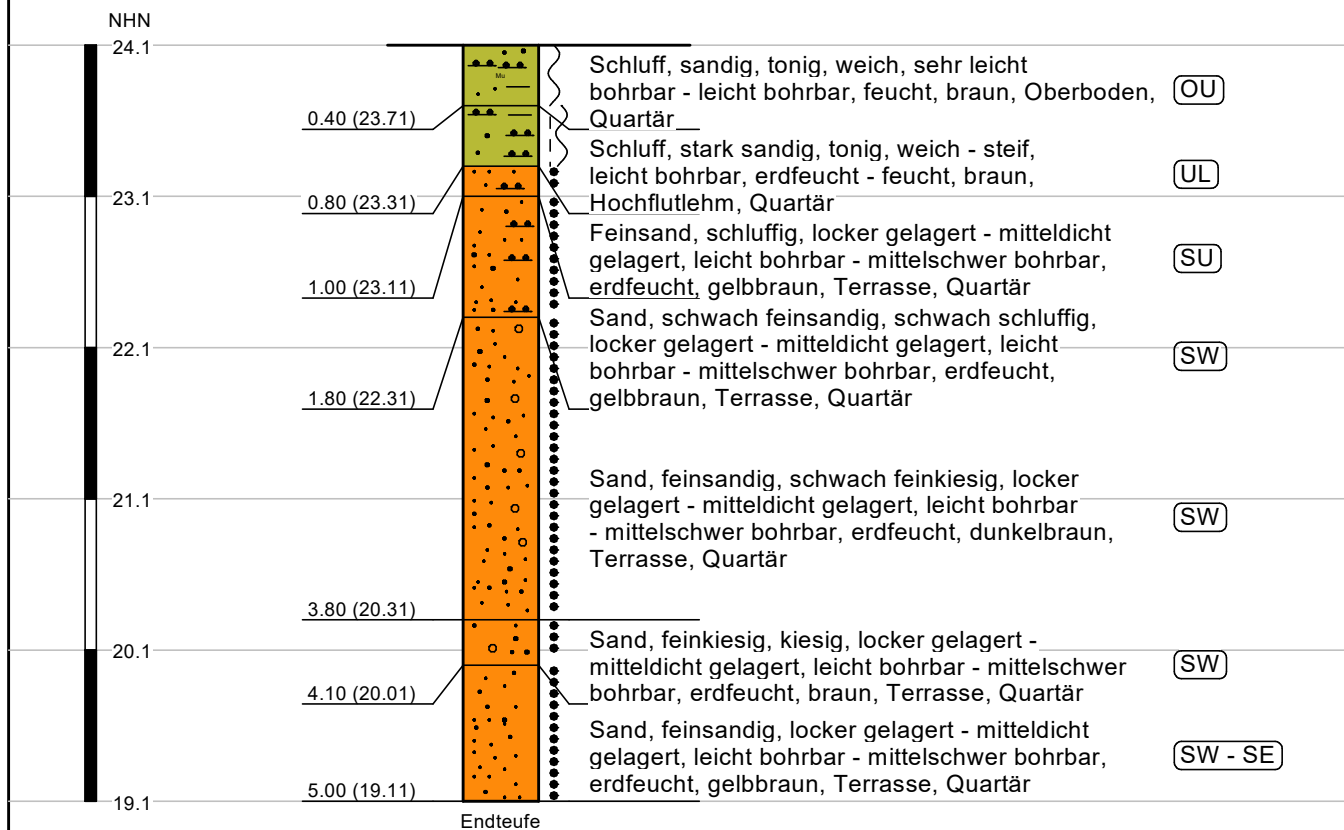 NHN
24.1
Schluff, sandig, tonig, weich, sehr leicht
bohrbar - leicht bohrbar, feucht, braun, Oberboden,
Quartär
OU
Mu
0.40 (23.71)
Schluff, stark sandig, tonig, weich - steif,
leicht bohrbar, erdfeucht - feucht, braun,
Hochflutlehm, Quartär
UL
23.1
0.80 (23.31)
Feinsand, schluffig, locker gelagert - mitteldicht
gelagert, leicht bohrbar - mittelschwer bohrbar,
erdfeucht, gelbbraun, Terrasse, Quartär
SU
1.00 (23.11)
Sand, schwach feinsandig, schwach schluffig,
locker gelagert - mitteldicht gelagert, leicht
bohrbar - mittelschwer bohrbar, erdfeucht,
gelbbraun, Terrasse, Quartär
SW
22.1
1.80 (22.31)
Sand, feinsandig, schwach feinkiesig, locker
gelagert - mitteldicht gelagert, leicht bohrbar
- mittelschwer bohrbar, erdfeucht, dunkelbraun,
Terrasse, Quartär
SW
21.1
3.80 (20.31)
Sand, feinkiesig, kiesig, locker gelagert -
mitteldicht gelagert, leicht bohrbar - mittelschwer
bohrbar, erdfeucht, braun, Terrasse, Quartär
SW
20.1
4.10 (20.01)
Sand, feinsandig, locker gelagert - mitteldicht
gelagert, leicht bohrbar - mittelschwer bohrbar,
erdfeucht, gelbbraun, Terrasse, Quartär
SW - SE
5.00 (19.11)
19.1
Endteufe